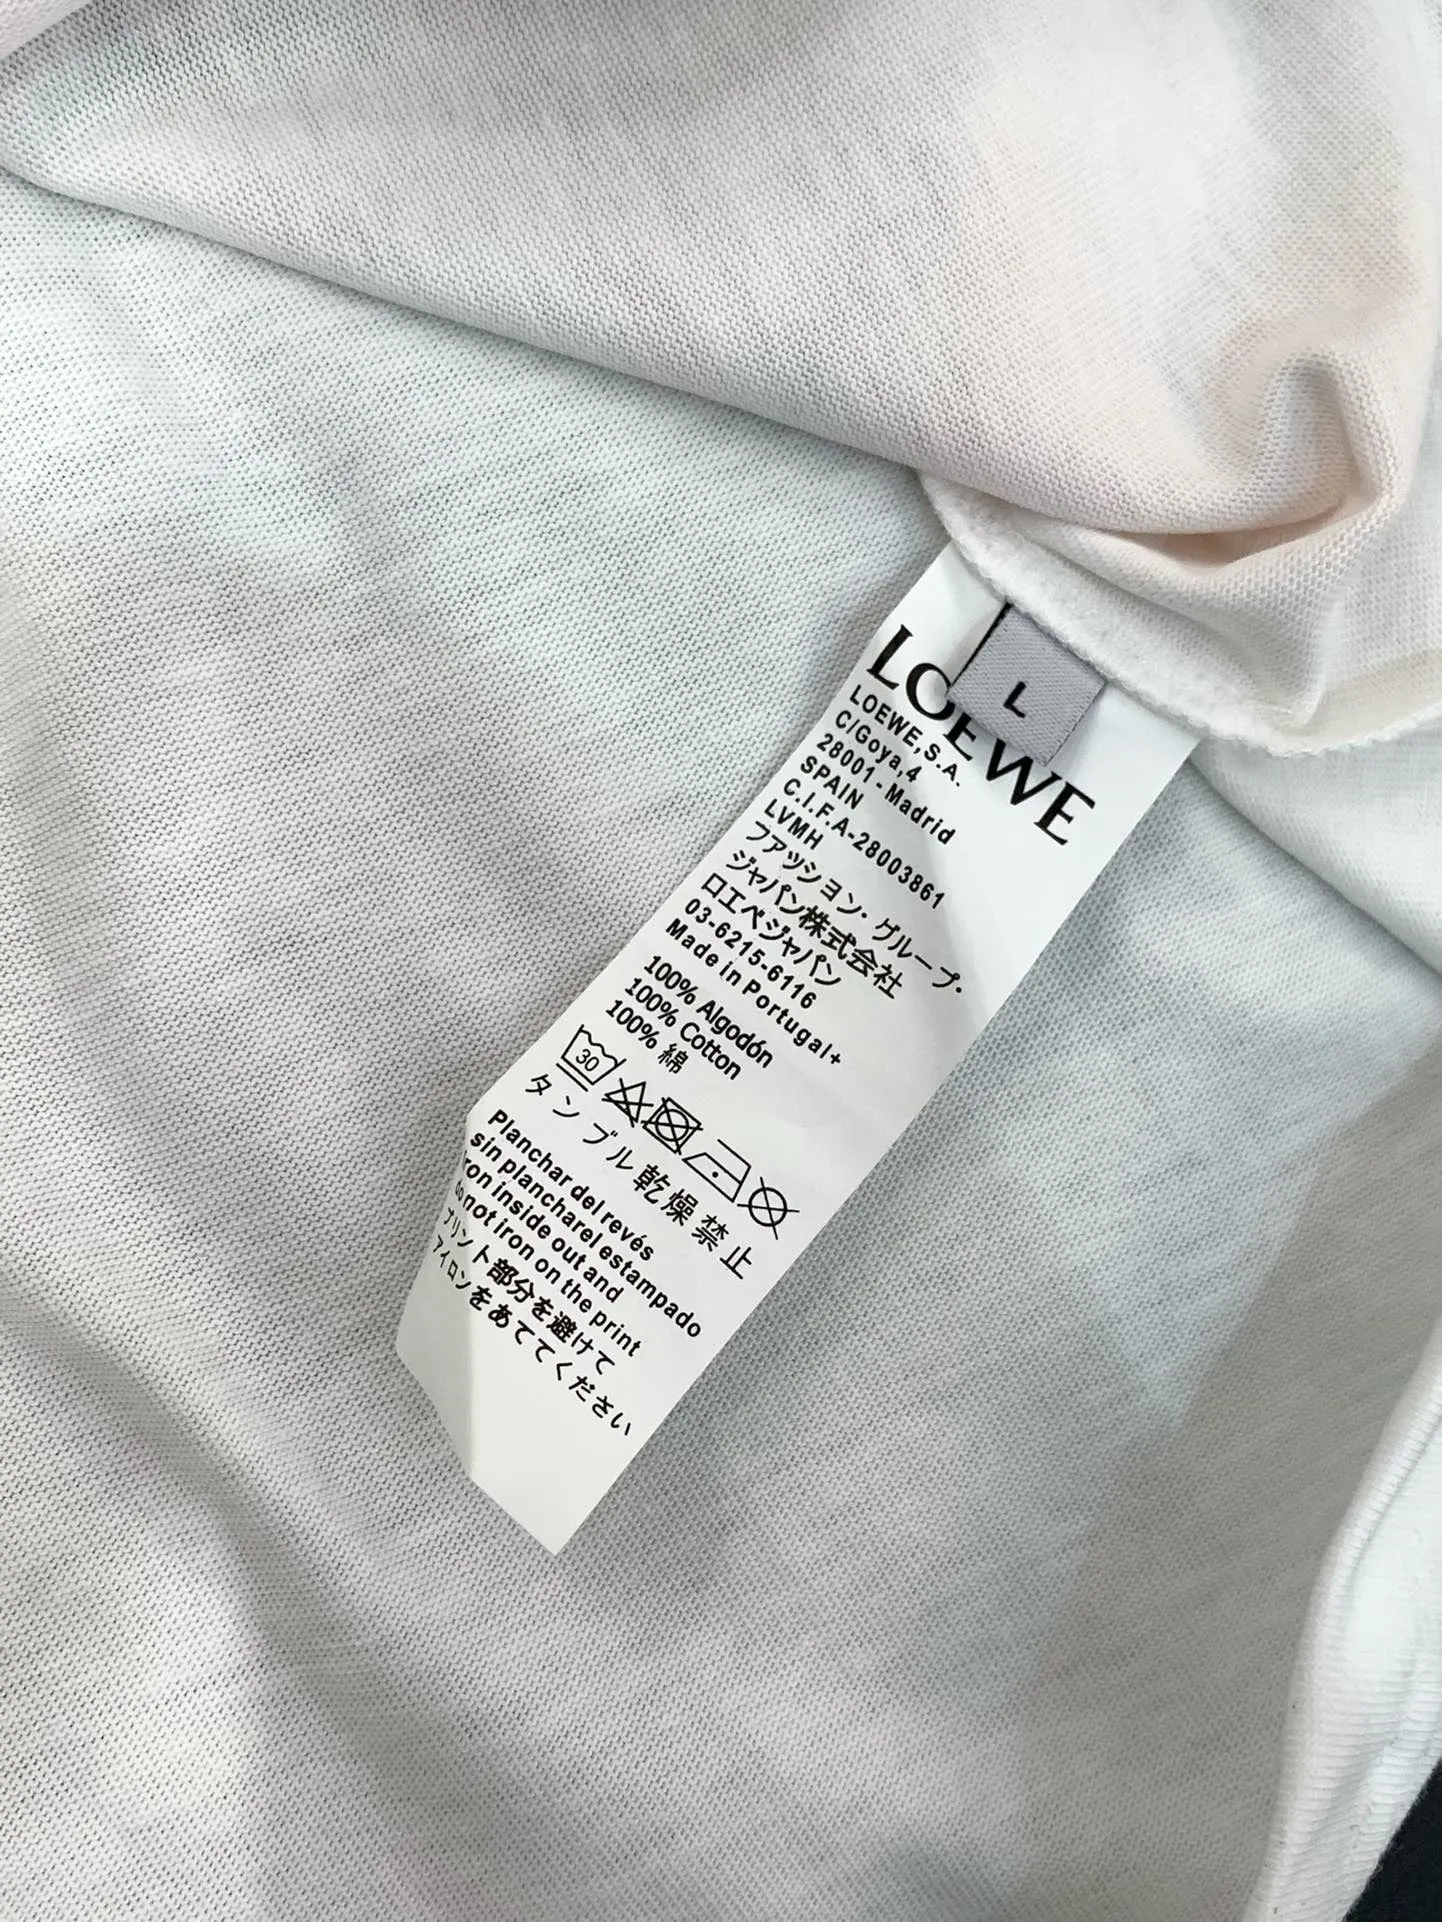 L
LOEWE
LOEWE,S.A.
C/Goya,4
28001 - Madrid
SPAIN
C.I.F.A-28003861
LVMH
ファッション・グループ・
ジャパン株式会社
ロエベジャパン
03-6215-6116
Made in Portugal+
100% Algodón
100% Cotton
100% 綿
30
タンブル乾燥禁止
Planchar del revés
sin plancharel estampado
Iron inside out and
do not iron on the print
プリント部分を避けて
アイロンをあててください